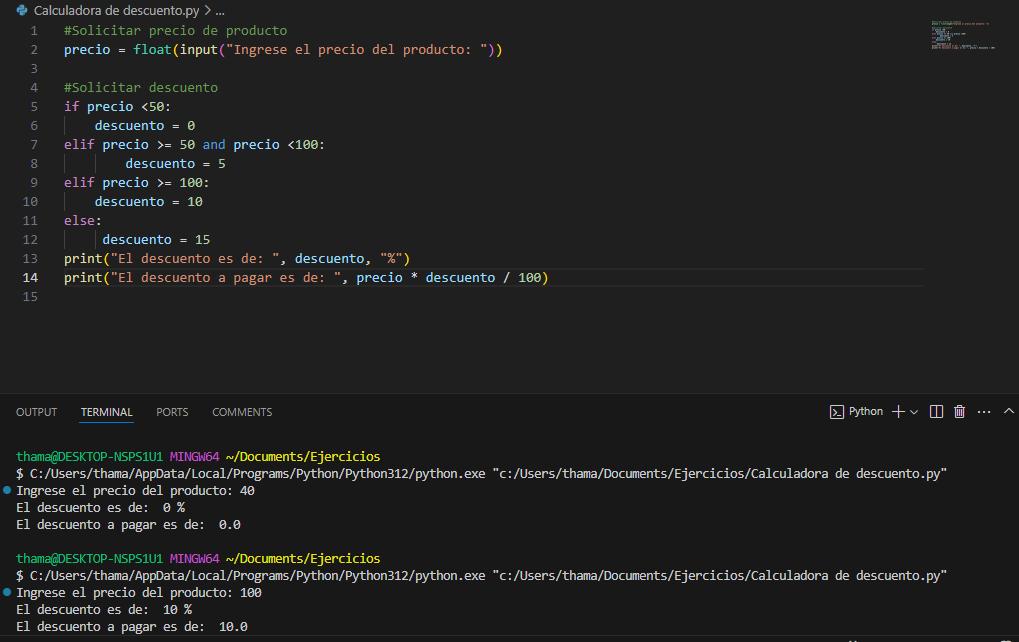 Calculadora de descuento.py > ...
1 #Solicitar precio de producto
2 precio = float(input("Ingrese el precio del producto: "))
3
4 #Solicitar descuento
5 if precio <50:
6     descuento = 0
7 elif precio >= 50 and precio <100:
8         descuento = 5
9 elif precio >= 100:
10     descuento = 10
11 else:
12      descuento = 15
13 print("El descuento es de: ", descuento, "%")
14 print("El descuento a pagar es de: ", precio * descuento / 100)
15
OUTPUT TERMINAL PORTS COMMENTS Python
thama@DESKTOP-NSPS1U1 MINGW64 ~/Documents/Ejercicios
$ C:/Users/thama/AppData/Local/Programs/Python/Python312/python.exe "c:/Users/thama/Documents/Ejercicios/Calculadora de descuento.py"
Ingrese el precio del producto: 40
El descuento es de:  0 %
El descuento a pagar es de:  0.0
thama@DESKTOP-NSPS1U1 MINGW64 ~/Documents/Ejercicios
$ C:/Users/thama/AppData/Local/Programs/Python/Python312/python.exe "c:/Users/thama/Documents/Ejercicios/Calculadora de descuento.py"
Ingrese el precio del producto: 100
El descuento es de:  10 %
El descuento a pagar es de:  10.0